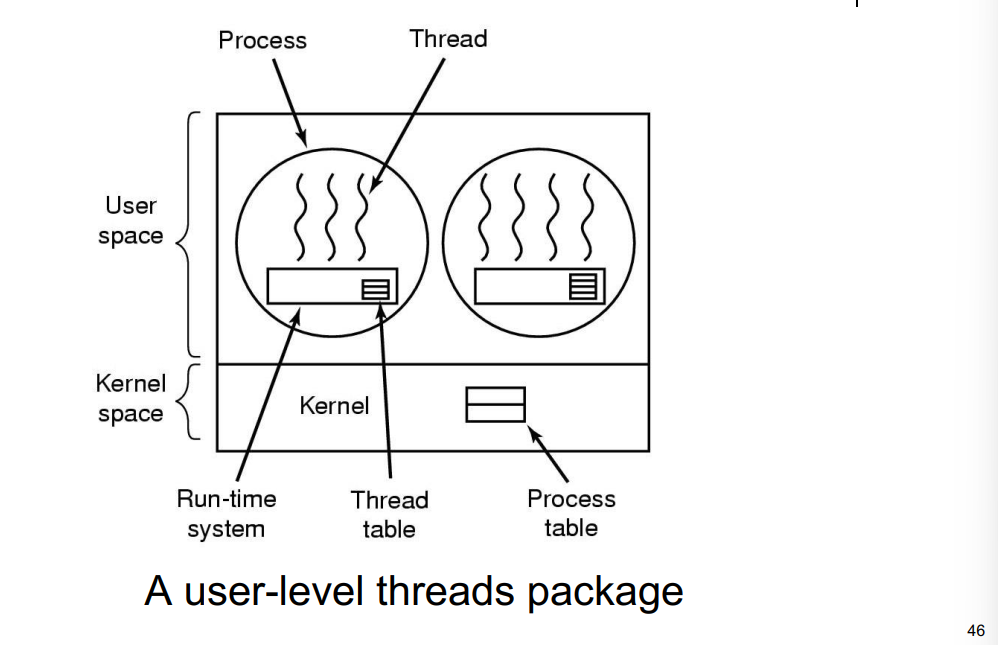 Process
Thread
User
space
Kernel
space
Kernel
Run-time
system
Thread
table
Process
table
A user-level threads package
46